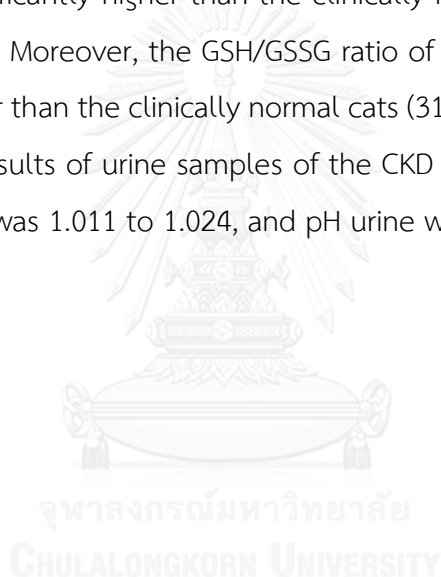 nificantly higher than the clinically n
Moreover, the GSH/GSSG ratio of
r than the clinically normal cats (31
sults of urine samples of the CKD
was 1.011 to 1.024, and pH urine w
จุฬาลงกรณ์มหาวิทยาลัย
CHULALONGKORN UNIVERSITY